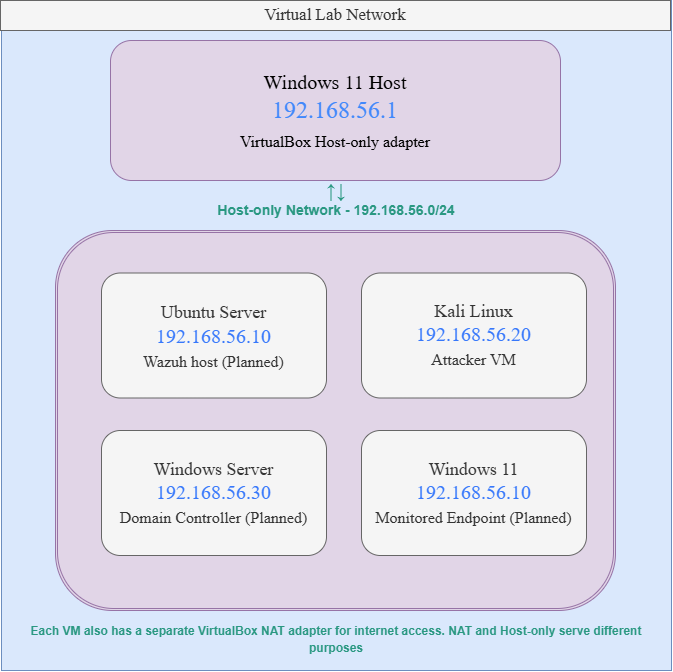 Virtual Lab Network
Windows 11 Host
192.168.56.1
VirtualBox Host-only adapter
↑↓
Host-only Network - 192.168.56.0/24
Ubuntu Server
192.168.56.10
Wazuh host (Planned)
Kali Linux
192.168.56.20
Attacker VM
Windows Server
192.168.56.30
Domain Controller (Planned)
Windows 11
192.168.56.10
Monitored Endpoint (Planned)
Each VM also has a separate VirtualBox NAT adapter for internet access. NAT and Host-only serve different
purposes